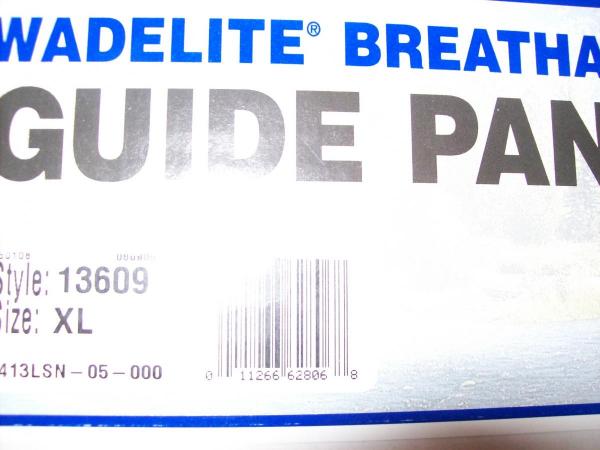 WADELITE® BREATHA
GUIDE PAN
Style: 13609
Size: XL
413LSN-05-000
0 11266 62806 8